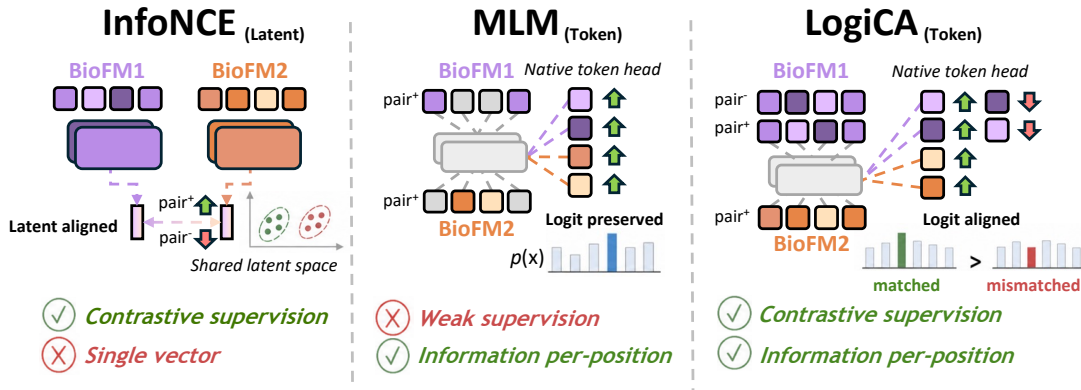 InfoNCE (Latent)
BioFM1
BioFM2
pair+
pair-
Latent aligned
Shared latent space
Contrastive supervision
Single vector
MLM (Token)
BioFM1
Native token head
pair+
pair+
BioFM2
Logit preserved
p(x)
Weak supervision
Information per-position
LogiCA (Token)
BioFM1
Native token head
pair-
pair+
pair+
BioFM2
Logit aligned
>
matched
mismatched
Contrastive supervision
Information per-position